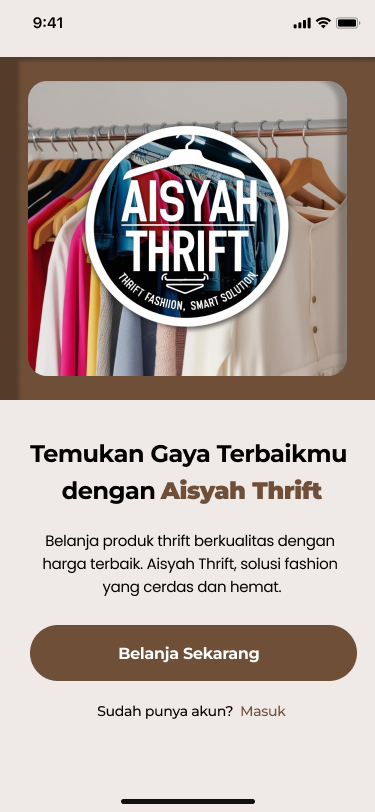 9:41
AISYAH
THRIFT
THRIFT FASHIION, SMART SOLUTION
Temukan Gaya Terbaikmu
dengan Aisyah Thrift
Belanja produk thrift berkualitas dengan
harga terbaik. Aisyah Thrift, solusi fashion
yang cerdas dan hemat.
Belanja Sekarang
Sudah punya akun? Masuk